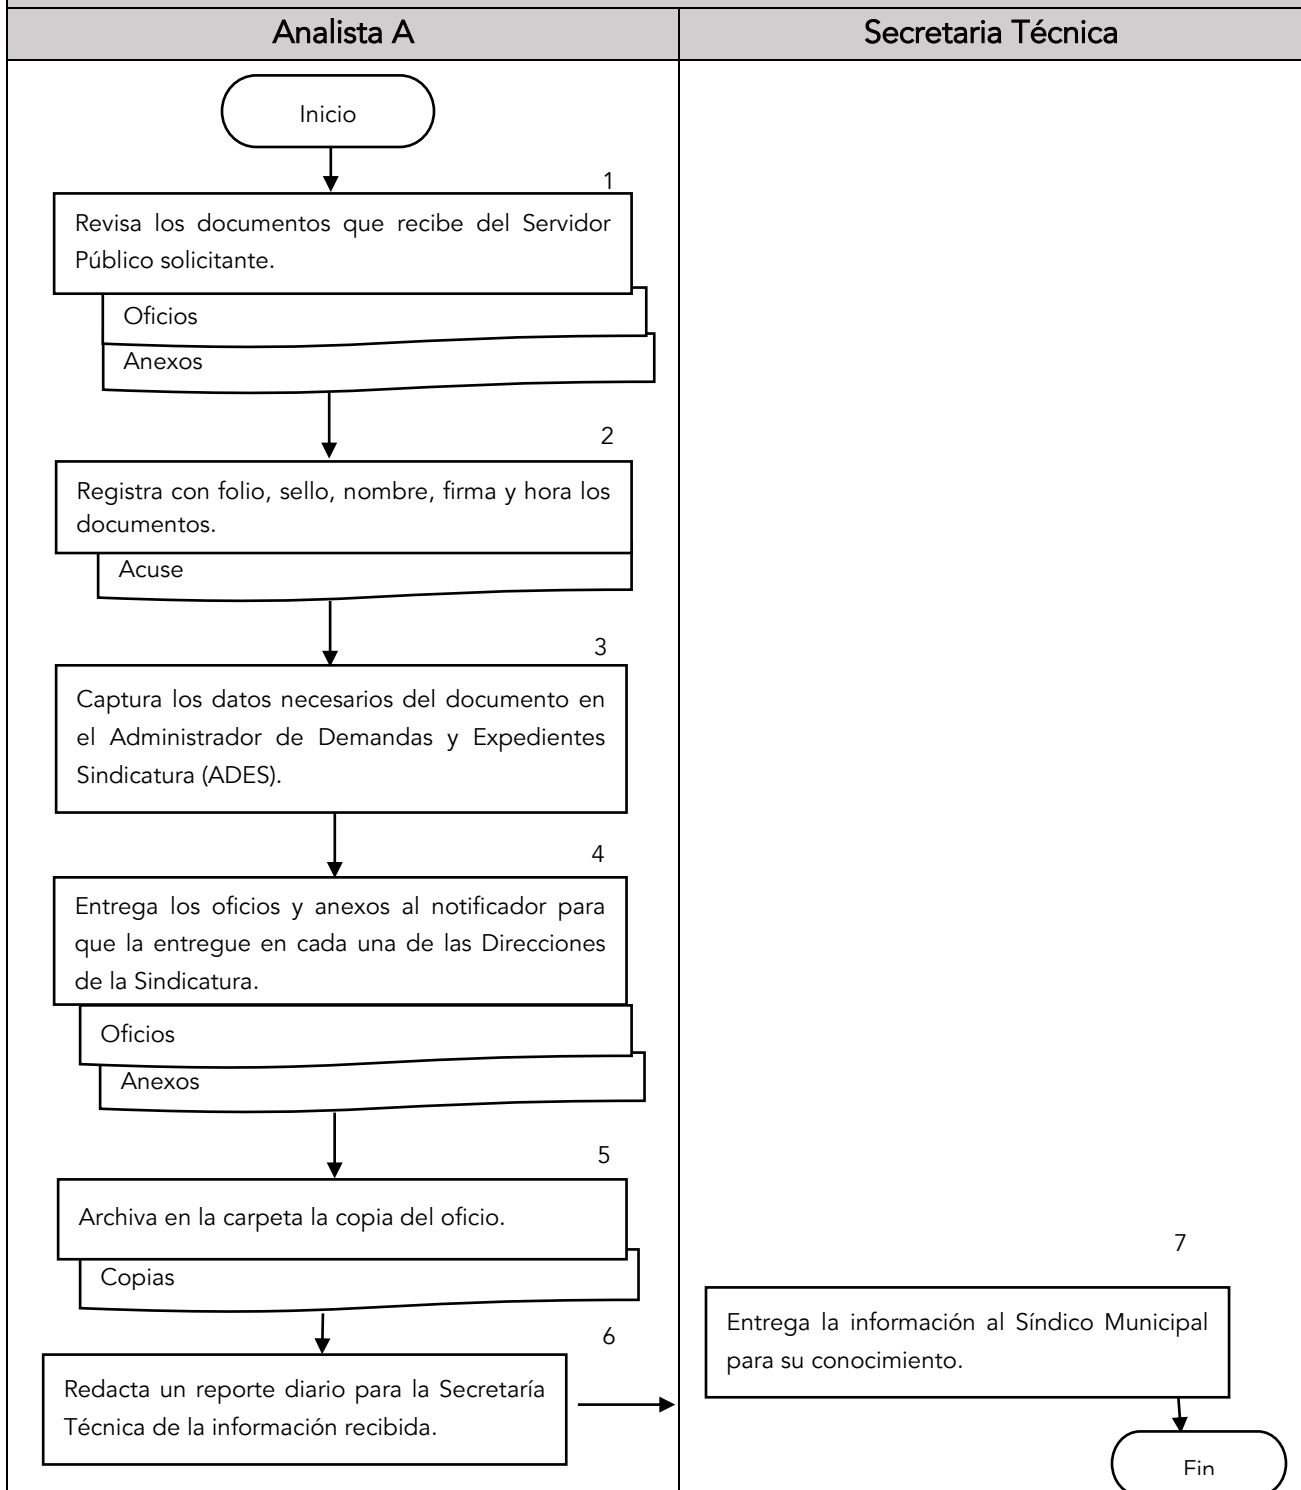 Analista A
Secretaria Técnica
Inicio
1
Revisa los documentos que recibe del Servidor
Público solicitante.
Oficios
Anexos
2
Registra con folio, sello, nombre, firma y hora los
documentos.
Acuse
3
Captura los datos necesarios del documento en
el Administrador de Demandas y Expedientes
Sindicatura (ADES).
4
Entrega los oficios y anexos al notificador para
que la entregue en cada una de las Direcciones
de la Sindicatura.
Oficios
Anexos
5
Archiva en la carpeta la copia del oficio.
Copias
6
Redacta un reporte diario para la Secretaría
Técnica de la información recibida.
7
Entrega la información al Síndico Municipal
para su conocimiento.
Fin